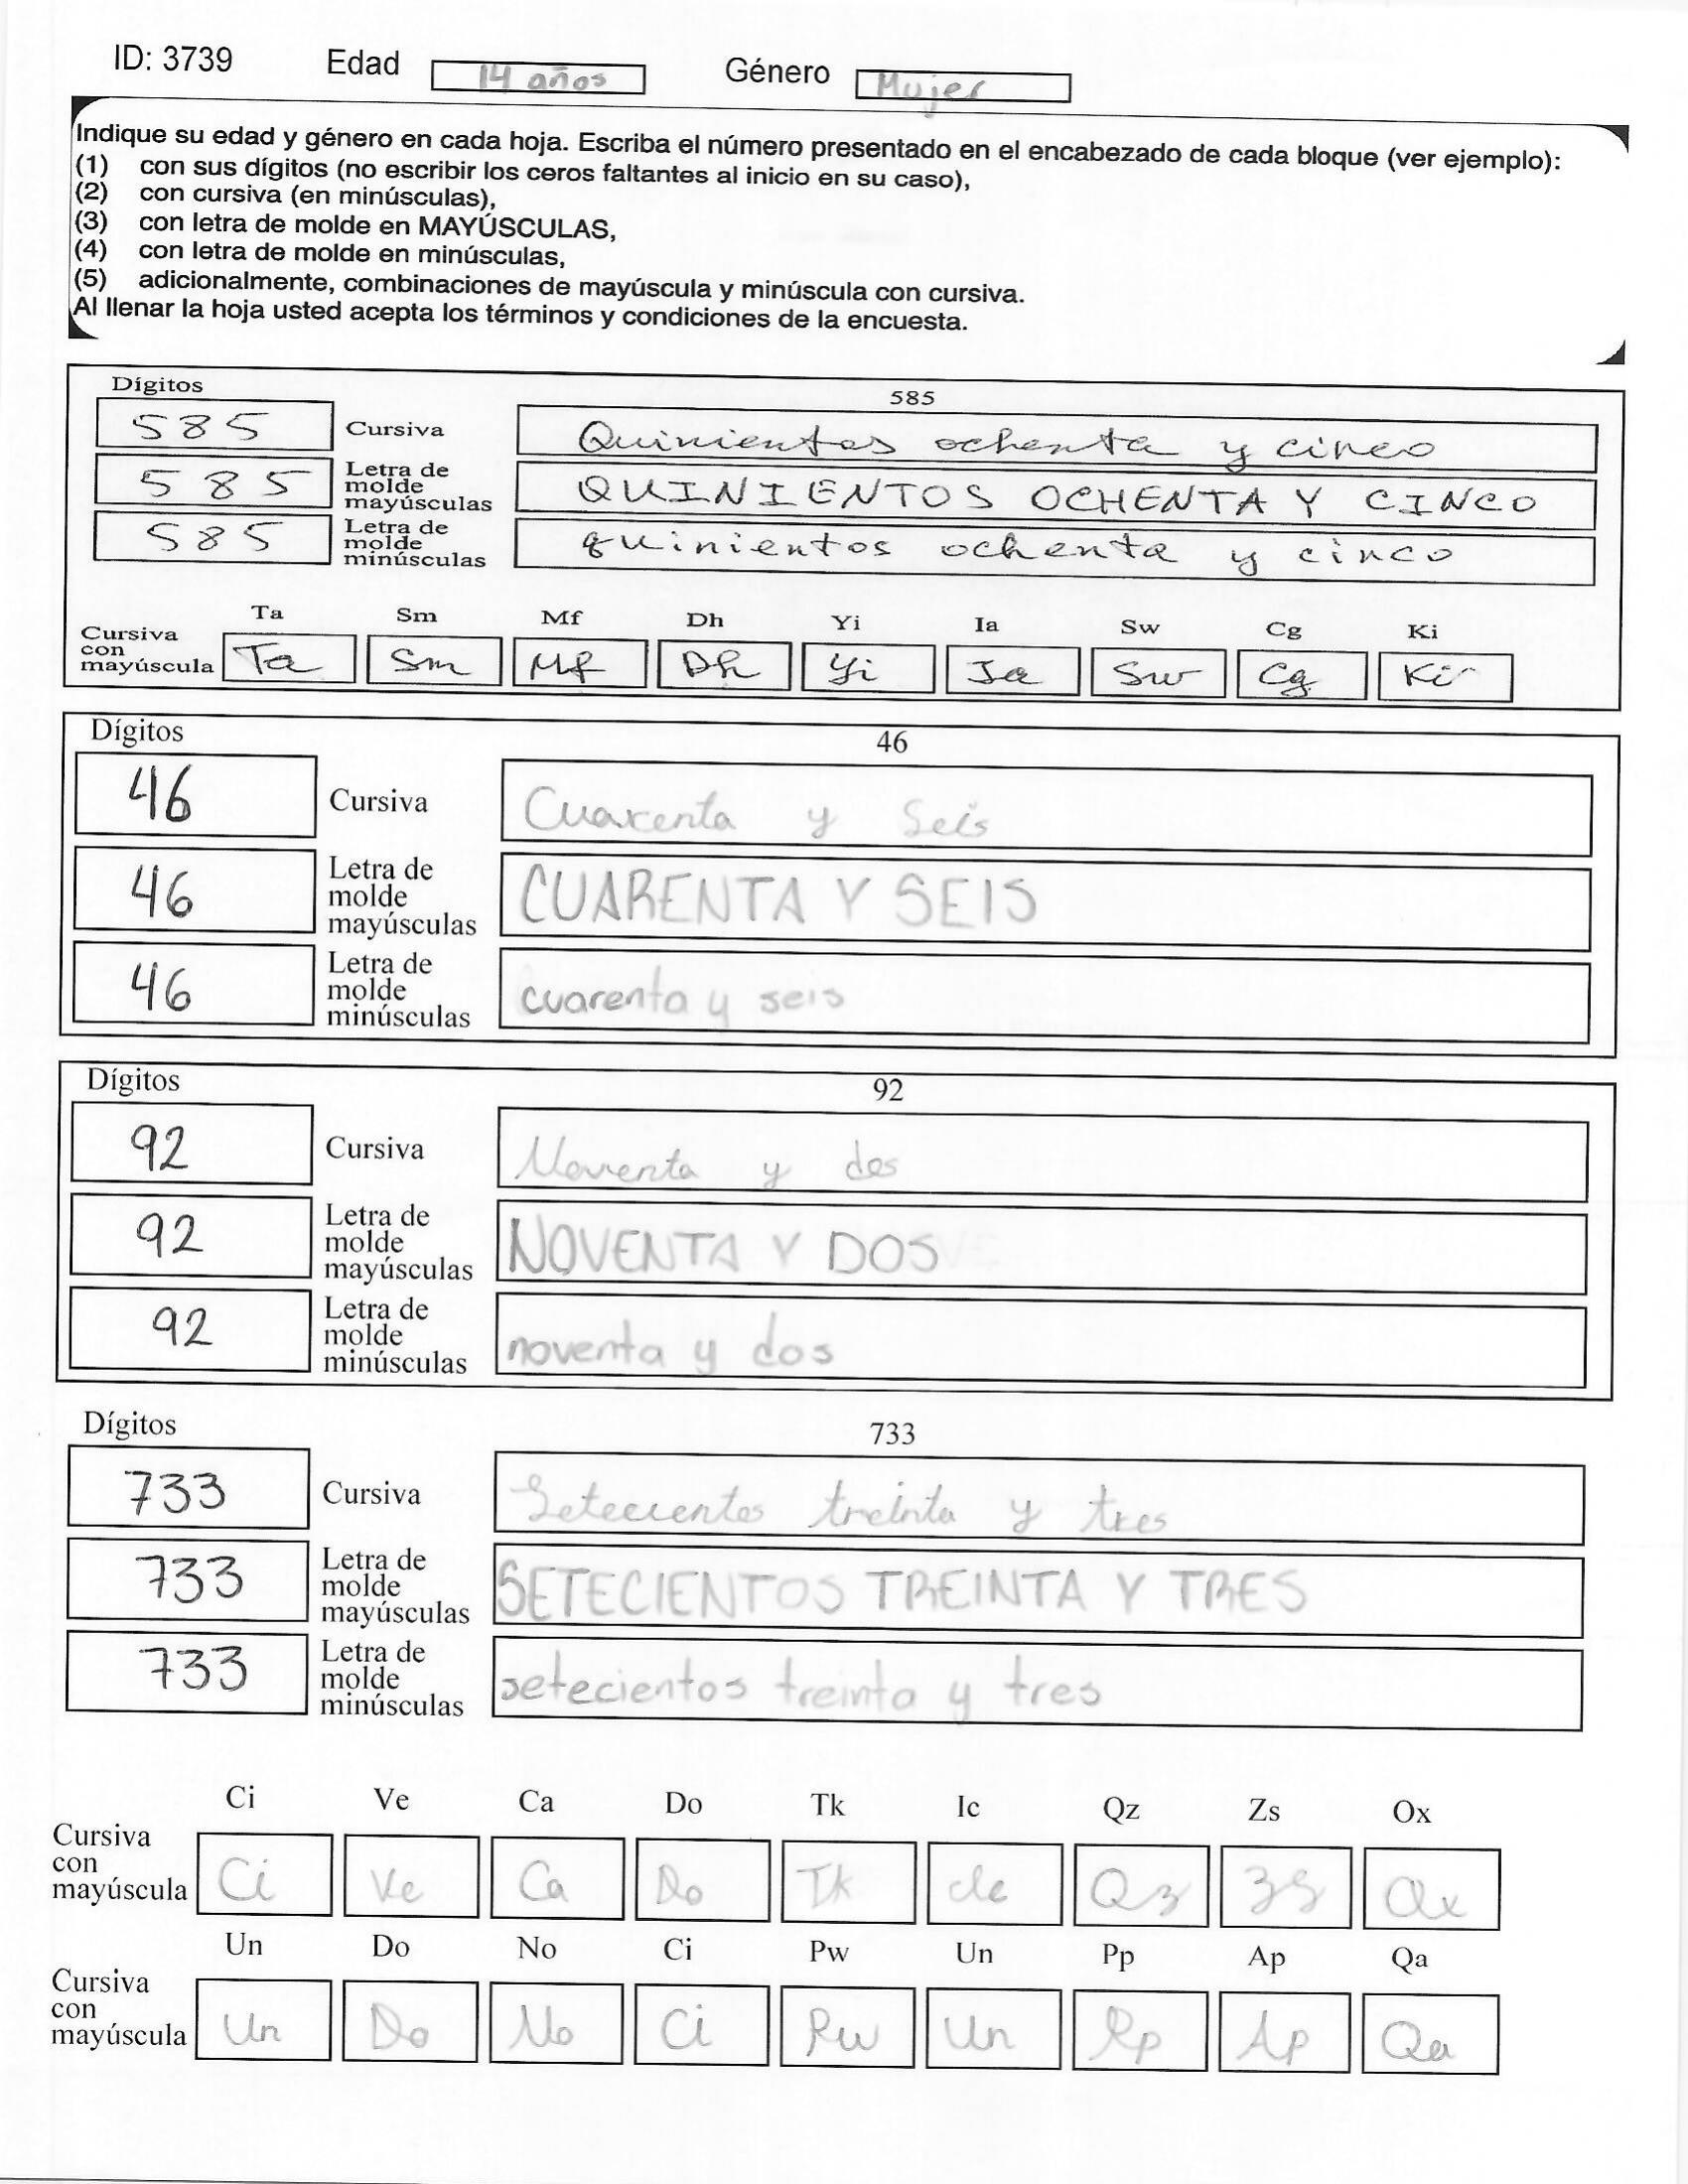 ID: 3739 Edad 14 años Género Mujer
Indique su edad y género en cada hoja. Escriba el número presentado en el encabezado de cada bloque (ver ejemplo):
(1) con sus dígitos (no escribir los ceros faltantes al inicio en su caso),
(2) con cursiva (en minúsculas),
(3) con letra de molde en MAYÚSCULAS,
(4) con letra de molde en minúsculas,
(5) adicionalmente, combinaciones de mayúscula y minúscula con cursiva.
Al llenar la hoja usted acepta los términos y condiciones de la encuesta.
Dígitos 585
585 Cursiva Quinientos ochenta y cinco
585 Letra de molde mayúsculas QUINIENTOS OCHENTA Y CINCO
585 Letra de molde minúsculas quinientos ochenta y cinco
Ta Sm Mf Dh Yi Ia Sw Cg Ki
Cursiva con mayúscula Ta Sm Mf Dh Yi Ia Sw Cg Ki
Dígitos 46
46 Cursiva Cuarenta y Seis
46 Letra de molde mayúsculas CUARENTA Y SEIS
46 Letra de molde minúsculas cuarenta y seis
Dígitos 92
92 Cursiva Noventa y dos
92 Letra de molde mayúsculas NOVENTA Y DOS
92 Letra de molde minúsculas noventa y dos
Dígitos 733
733 Cursiva Setecientos treinta y tres
733 Letra de molde mayúsculas SETECIENTOS TREINTA Y TRES
733 Letra de molde minúsculas setecientos treinta y tres
Ci Ve Ca Do Tk Ic Qz Zs Ox
Cursiva con mayúscula Ci Ve Ca Do Tk Ic Qz Zs Ox
Un Do No Ci Pw Un Pp Ap Qa
Cursiva con mayúscula Un Do No Ci Pw Un Pp Ap Qa